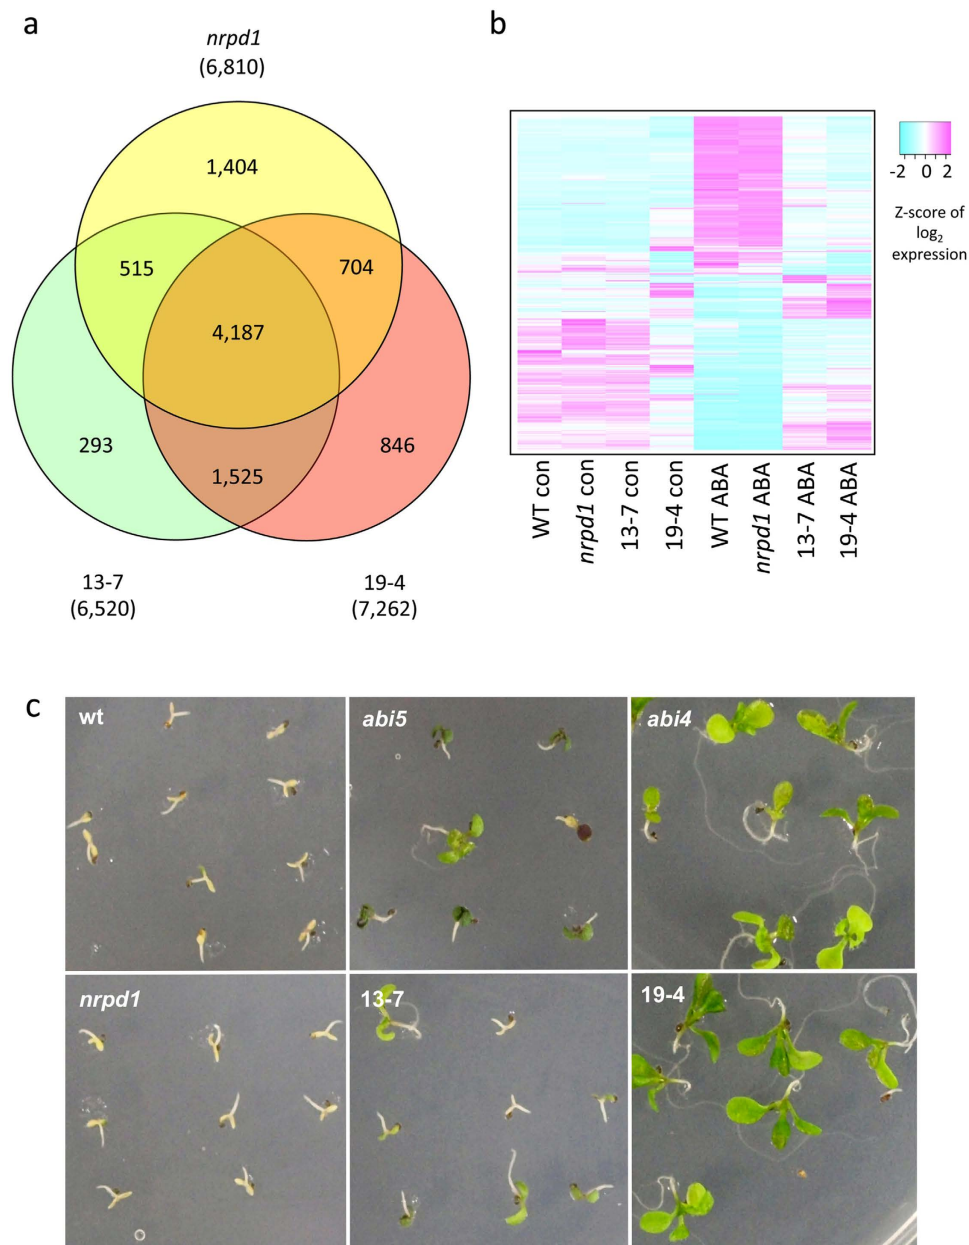 a
nrpd1
(6,810)
1,404
515
704
4,187
293
1,525
846
13-7
(6,520)
19-4
(7,262)
b
-2 0 2
Z-score of
log2
expression
WT con
nrpd1 con
13-7 con
19-4 con
WT ABA
nrpd1 ABA
13-7 ABA
19-4 ABA
c
wt
abi5
abi4
nrpd1
13-7
19-4